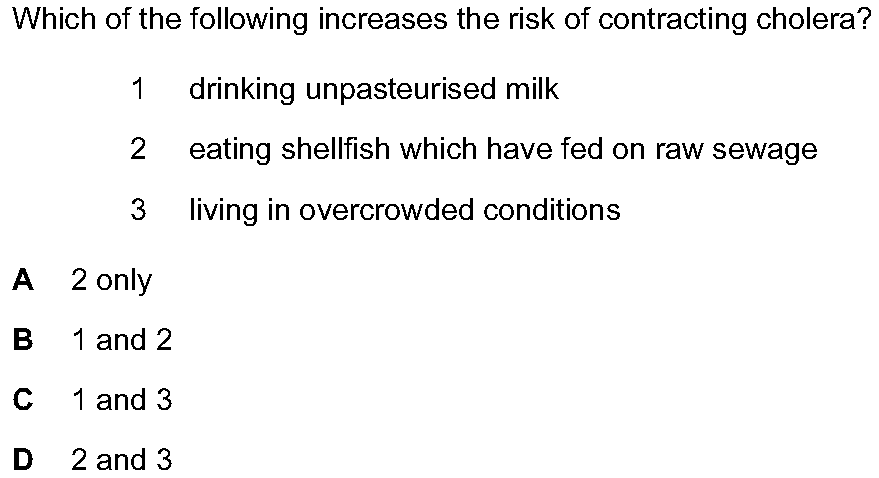 Which of the following increases the risk of contracting cholera?
1 drinking unpasteurised milk
2 eating shellfish which have fed on raw sewage
3 living in overcrowded conditions
A 2 only
B 1 and 2
C 1 and 3
D 2 and 3